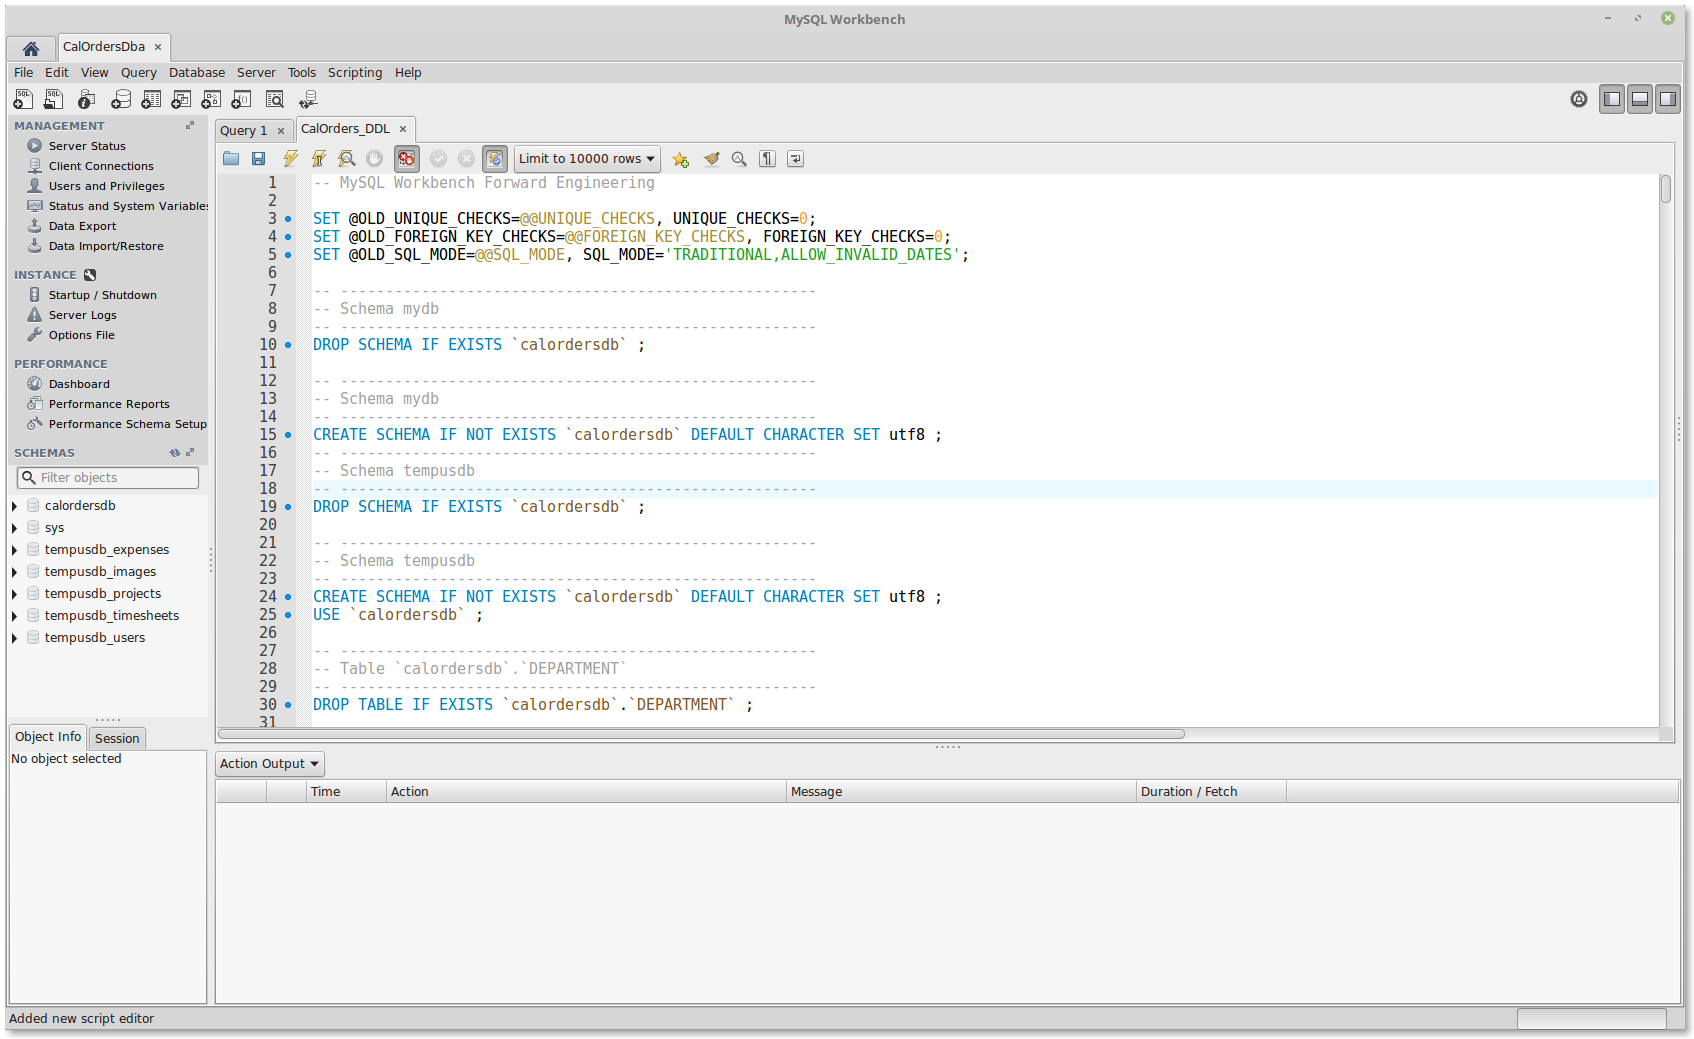 MySQL Workbench
CalOrdersDba
File Edit View Query Database Server Tools Scripting Help
MANAGEMENT
Server Status
Client Connections
Users and Privileges
Status and System Variables
Data Export
Data Import/Restore
INSTANCE
Startup / Shutdown
Server Logs
Options File
PERFORMANCE
Dashboard
Performance Reports
Performance Schema Setup
SCHEMAS
Filter objects
calordersdb
sys
tempusdb_expenses
tempusdb_images
tempusdb_projects
tempusdb_timesheets
tempusdb_users
Object Info Session
No object selected
Query 1 CalOrders_DDL
Limit to 10000 rows
1 -- MySQL Workbench Forward Engineering
2
3 SET @OLD_UNIQUE_CHECKS=@@UNIQUE_CHECKS, UNIQUE_CHECKS=0;
4 SET @OLD_FOREIGN_KEY_CHECKS=@@FOREIGN_KEY_CHECKS, FOREIGN_KEY_CHECKS=0;
5 SET @OLD_SQL_MODE=@@SQL_MODE, SQL_MODE='TRADITIONAL,ALLOW_INVALID_DATES';
6
7 -- -----------------------------------------------------
8 -- Schema mydb
9 -- -----------------------------------------------------
10 DROP SCHEMA IF EXISTS `calordersdb` ;
11
12 -- -----------------------------------------------------
13 -- Schema mydb
14 -- -----------------------------------------------------
15 CREATE SCHEMA IF NOT EXISTS `calordersdb` DEFAULT CHARACTER SET utf8 ;
16 -- -----------------------------------------------------
17 -- Schema tempusdb
18 -- -----------------------------------------------------
19 DROP SCHEMA IF EXISTS `calordersdb` ;
20
21 -- -----------------------------------------------------
22 -- Schema tempusdb
23 -- -----------------------------------------------------
24 CREATE SCHEMA IF NOT EXISTS `calordersdb` DEFAULT CHARACTER SET utf8 ;
25 USE `calordersdb` ;
26
27 -- -----------------------------------------------------
28 -- Table `calordersdb`.`DEPARTMENT`
29 -- -----------------------------------------------------
30 DROP TABLE IF EXISTS `calordersdb`.`DEPARTMENT` ;
31
Action Output
Time Action Message Duration / Fetch
Added new script editor